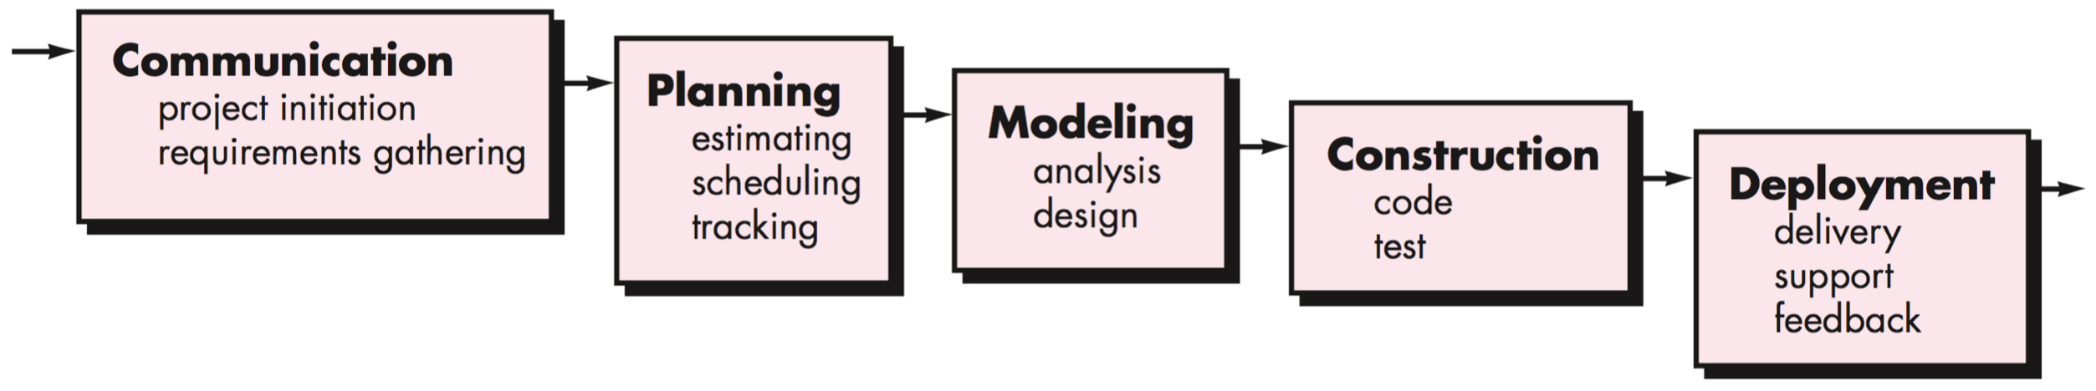 Communication
project initiation
requirements gathering
Planning
estimating
scheduling
tracking
Modeling
analysis
design
Construction
code
test
Deployment
delivery
support
feedback